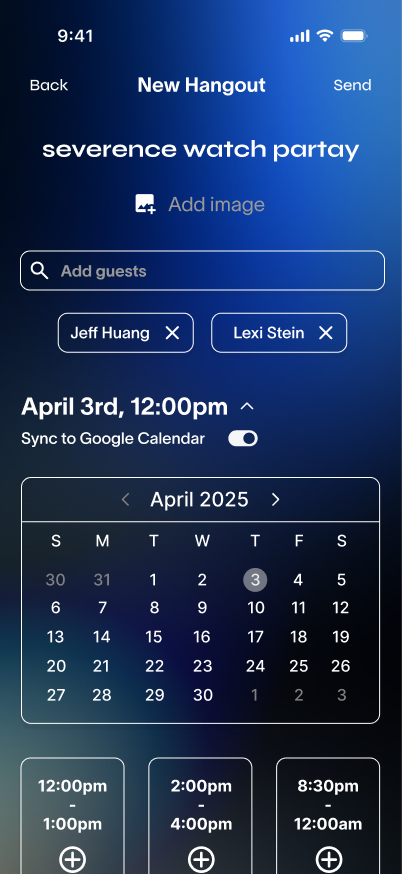 9:41
Back New Hangout Send
severence watch partay
Add image
Add guests
Jeff Huang Lexi Stein
April 3rd, 12:00pm
Sync to Google Calendar
April 2025
S M T W T F S
30 31 1 2 3 4 5
6 7 8 9 10 11 12
13 14 15 16 17 18 19
20 21 22 23 24 25 26
27 28 29 30 1 2 3
12:00pm 2:00pm 8:30pm
- - -
1:00pm 4:00pm 12:00am